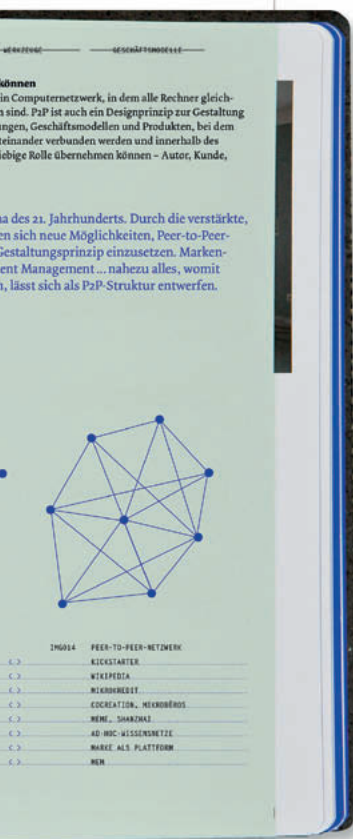 WERKZEUGE GESCHÄFTSMODELLE
können
in Computernetzwerk, in dem alle Rechner gleich-
n sind. P2P ist auch ein Designprinzip zur Gestaltung
ungen, Geschäftsmodellen und Produkten, bei dem
teinander verbunden werden und innerhalb des
iebige Rolle übernehmen können – Autor, Kunde,
na des 21. Jahrhunderts. Durch die verstärkte,
en sich neue Möglichkeiten, Peer-to-Peer-
Gestaltungsprinzip einzusetzen. Marken-
ent Management ... nahezu alles, womit
n, lässt sich als P2P-Struktur entwerfen.
IMG014 PEER-TO-PEER-NETZWERK
< > KICKSTARTER
< > WIKIPEDIA
< > MIKROKREDIT
< > COCREATION, MIKROBÜROS
< > MEME, SHANZHAI
< > AD-HOC-WISSENSNETZE
< > MARKE ALS PLATTFORM
< > MEM